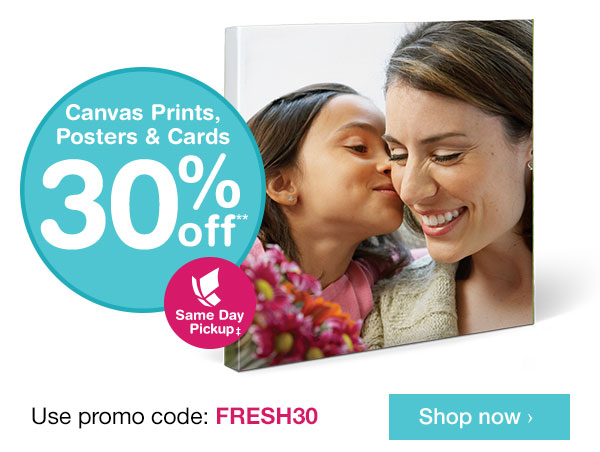 Canvas Prints,
Posters & Cards
30%
off**
Same Day
Pickup‡
Use promo code: FRESH30
Shop now ›